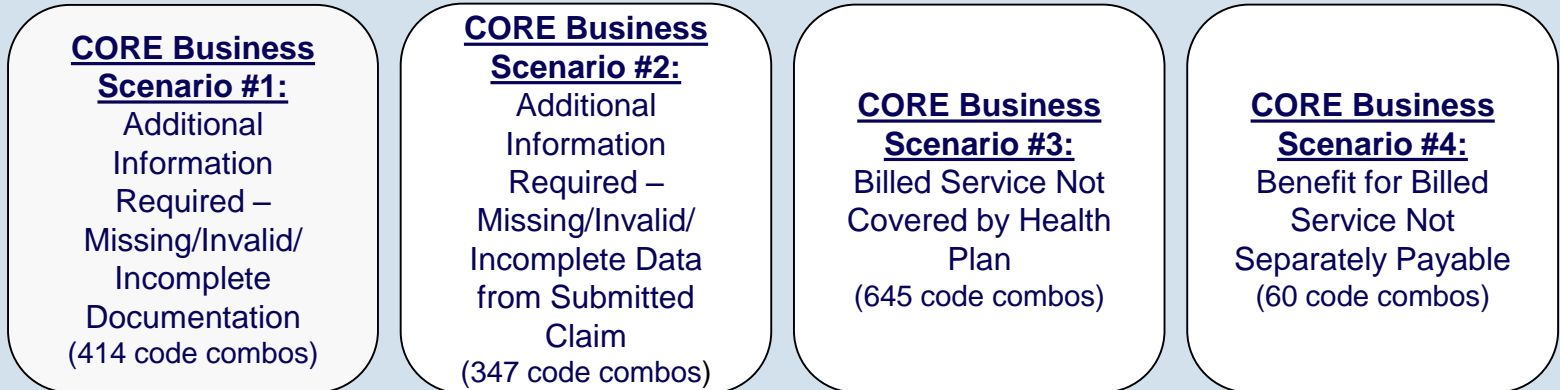 CORE Business
Scenario #1:
Additional
Information
Required –
Missing/Invalid/
Incomplete
Documentation
(414 code combos)
CORE Business
Scenario #2:
Additional
Information
Required –
Missing/Invalid/
Incomplete Data
from Submitted
Claim
(347 code combos)
CORE Business
Scenario #3:
Billed Service Not
Covered by Health
Plan
(645 code combos)
CORE Business
Scenario #4:
Benefit for Billed
Service Not
Separately Payable
(60 code combos)